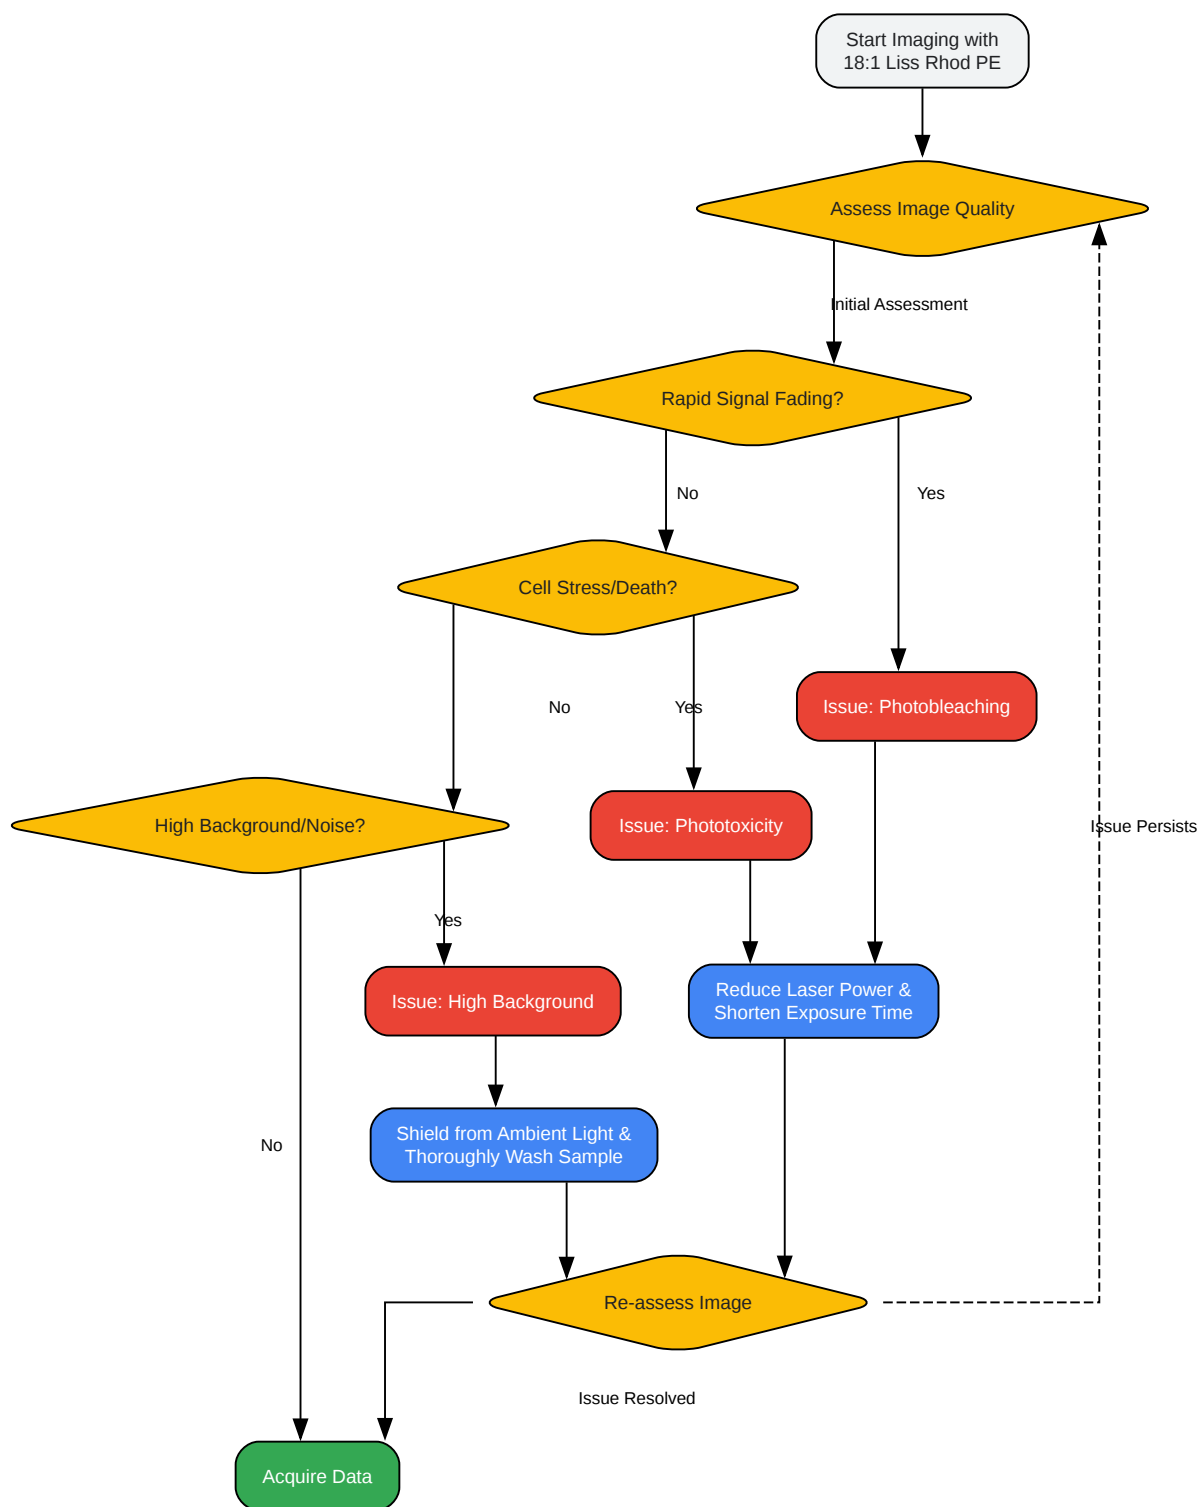 Start Imaging with
18:1 Liss Rhod PE
Assess Image Quality
Initial Assessment
Rapid Signal Fading?
No
Yes
Cell Stress/Death?
No
Yes
Issue: Photobleaching
High Background/Noise?
Issue: Phototoxicity
Issue Persists
Yes
Issue: High Background
Reduce Laser Power &
Shorten Exposure Time
Shield from Ambient Light &
Thoroughly Wash Sample
No
Re-assess Image
Issue Resolved
Acquire Data